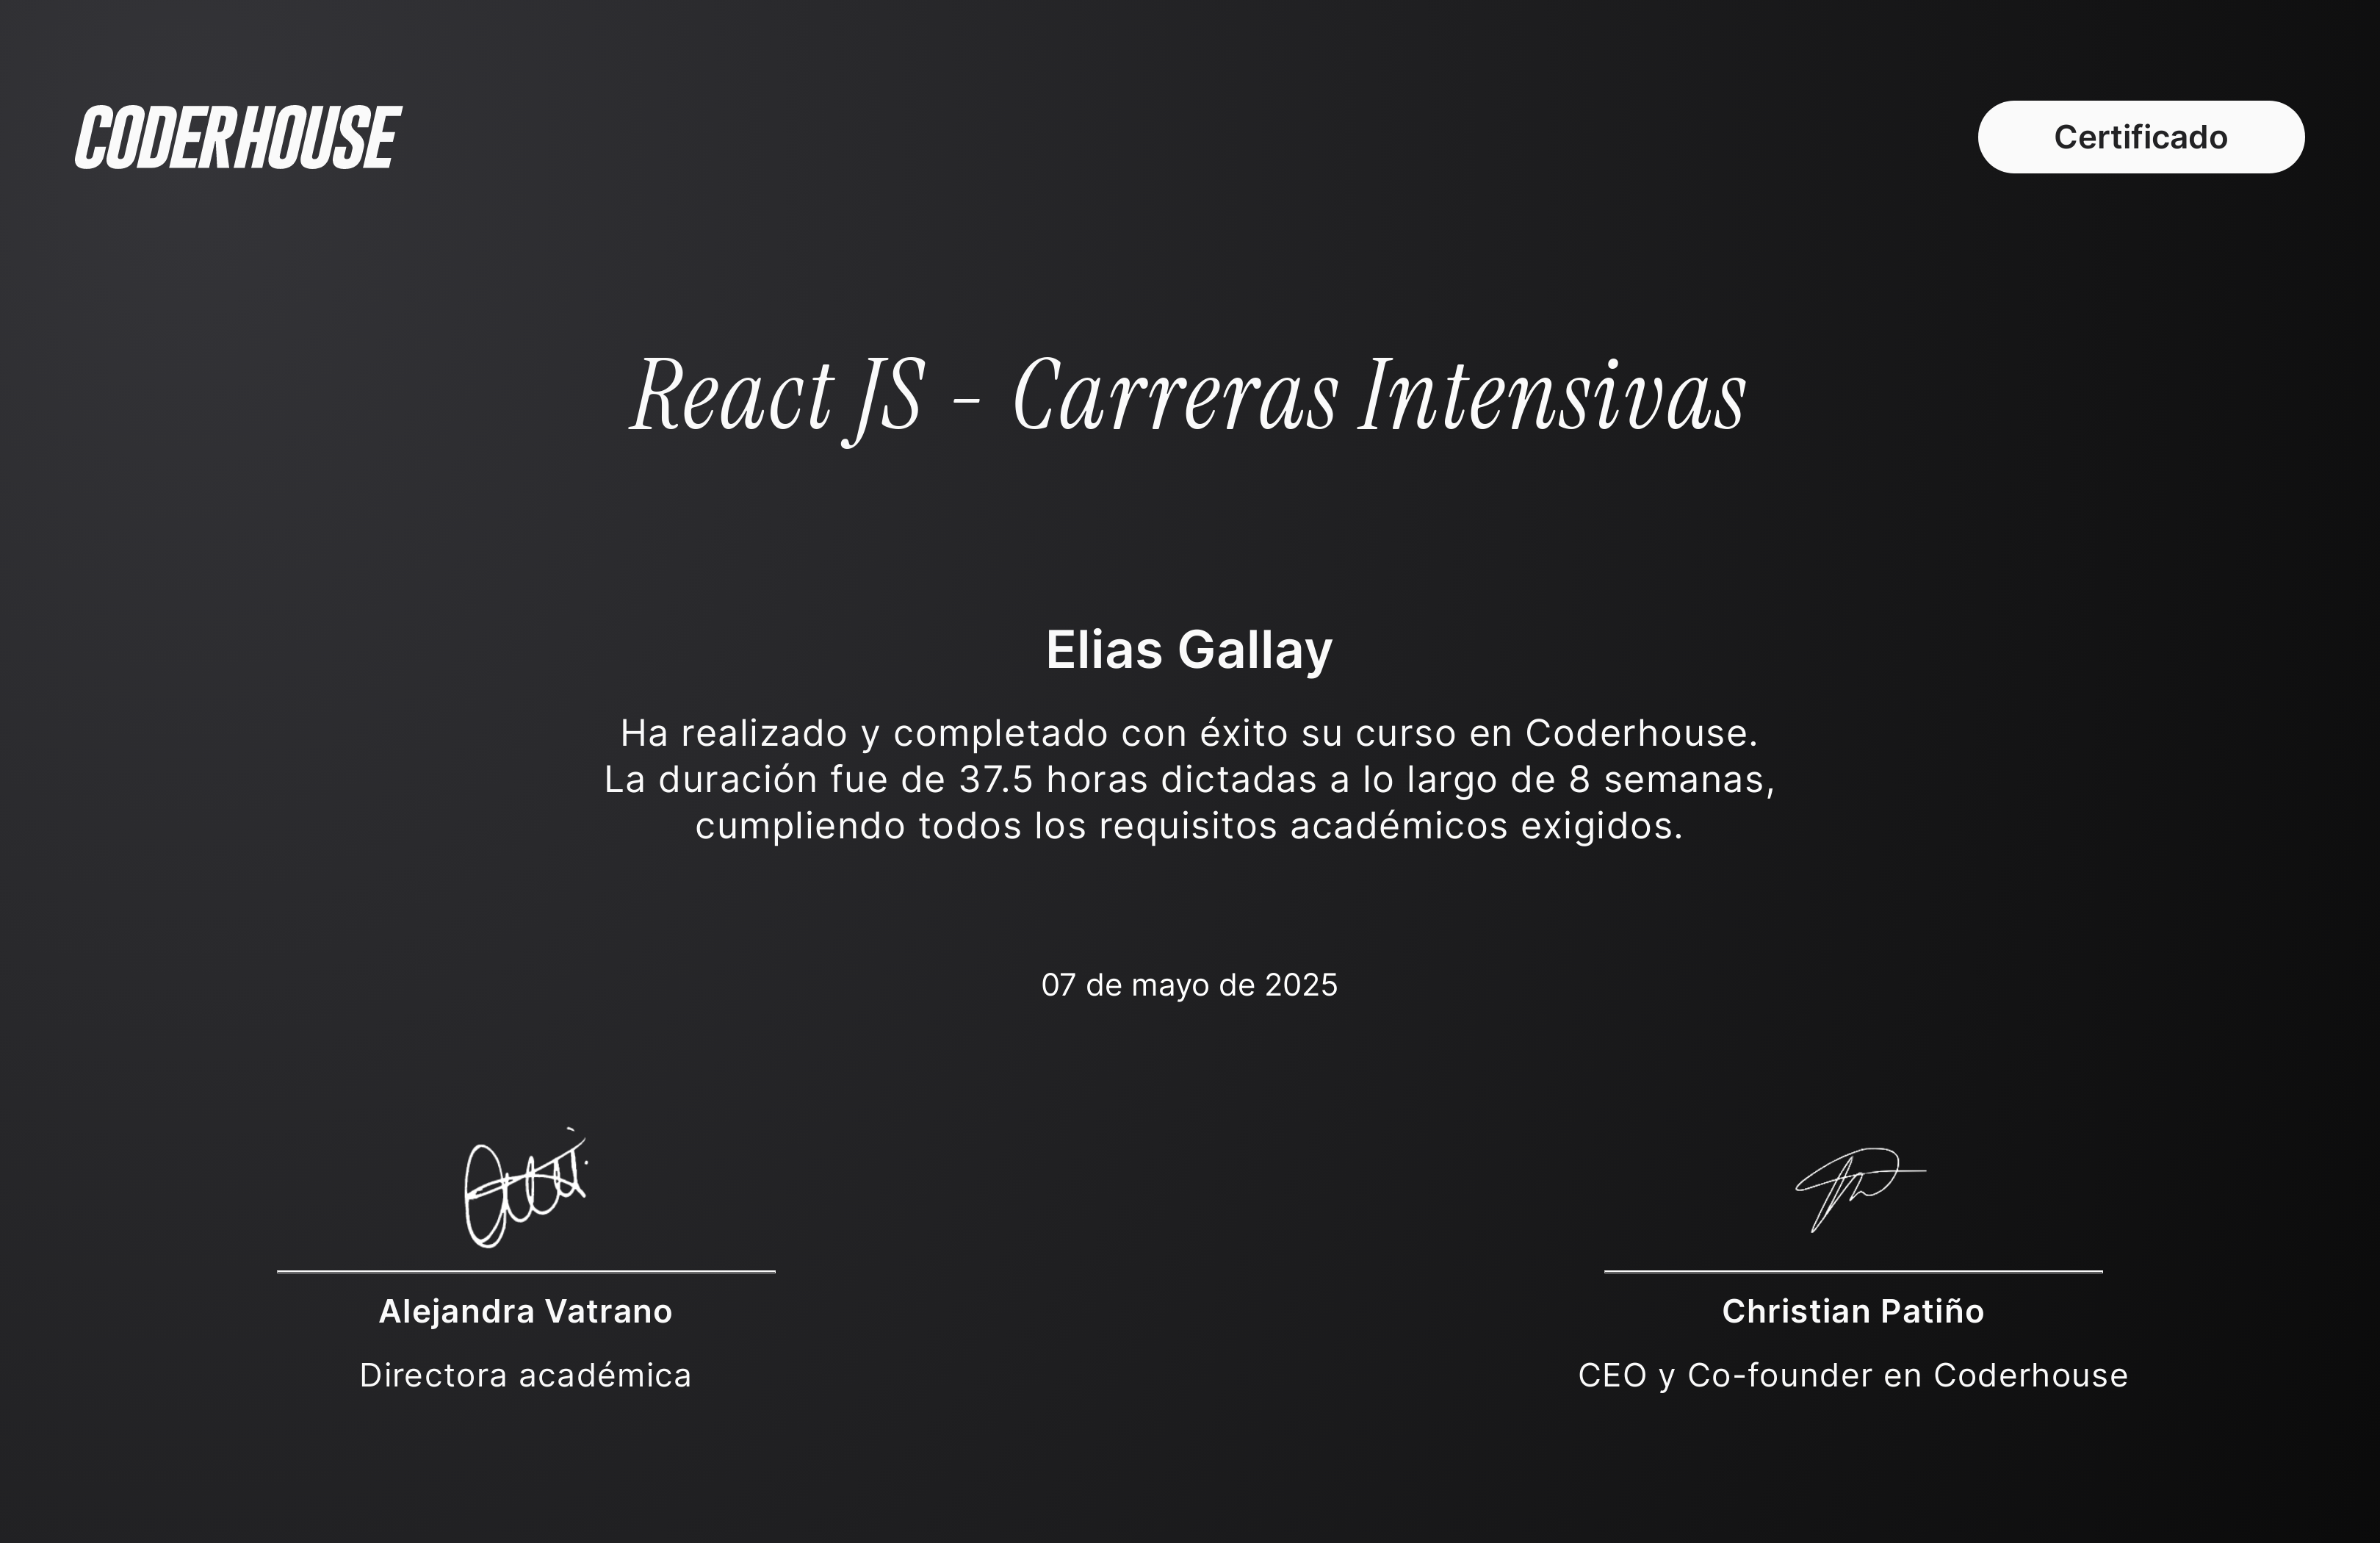 CODERHOUSE
Certificado
React JS - Carreras Intensivas
Elias Gallay
Ha realizado y completado con éxito su curso en Coderhouse.
La duración fue de 37.5 horas dictadas a lo largo de 8 semanas,
cumpliendo todos los requisitos académicos exigidos.
07 de mayo de 2025
Alejandra Vatrano
Christian Patiño
Directora académica
CEO y Co-founder en Coderhouse